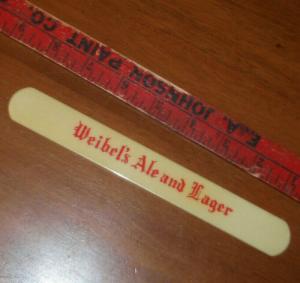 E.A. JOHNSON PAINT CO.
Weibel's Ale and Lager